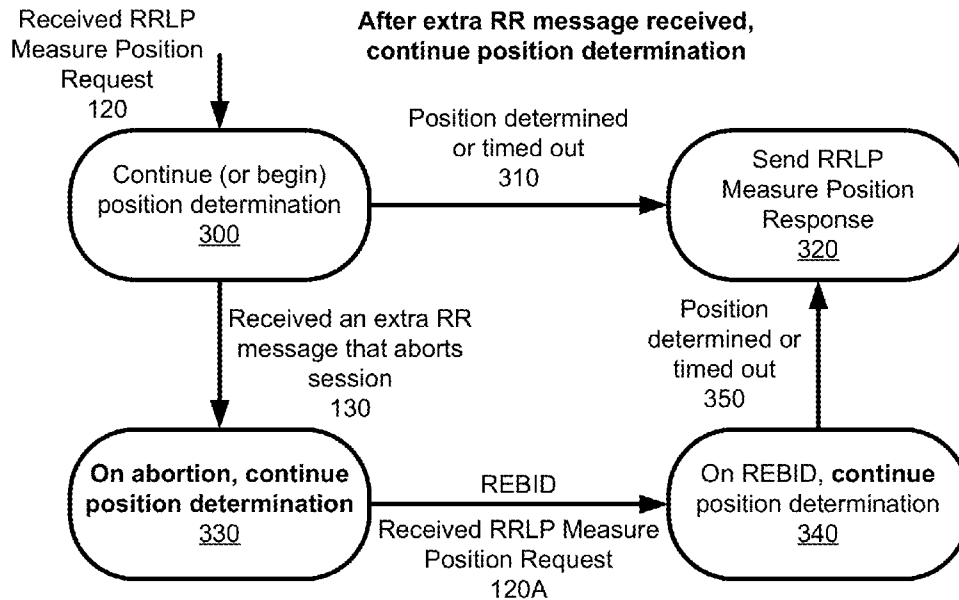 Received RRLP
Measure Position
Request
120
After extra RR message received,
continue position determination
Continue (or begin)
position determination
300
Position determined
or timed out
310
Send RRLP
Measure Position
Response
320
Received an extra RR
message that aborts
session
130
Position
determined or
timed out
350
On abortion, continue
position determination
330
REBID
Received RRLP Measure
Position Request
120A
On REBID, continue
position determination
340